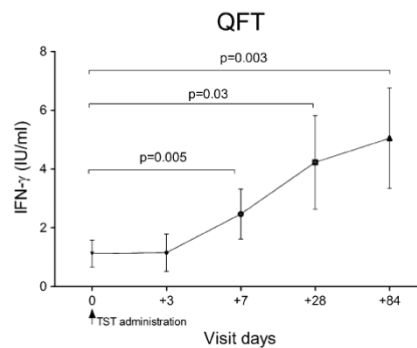 QFT
p=0.003
p=0.03
p=0.005
IFN-γ (IU/ml)
8
6
4
2
0
0 +3 +7 +28 +84
TST administration
Visit days